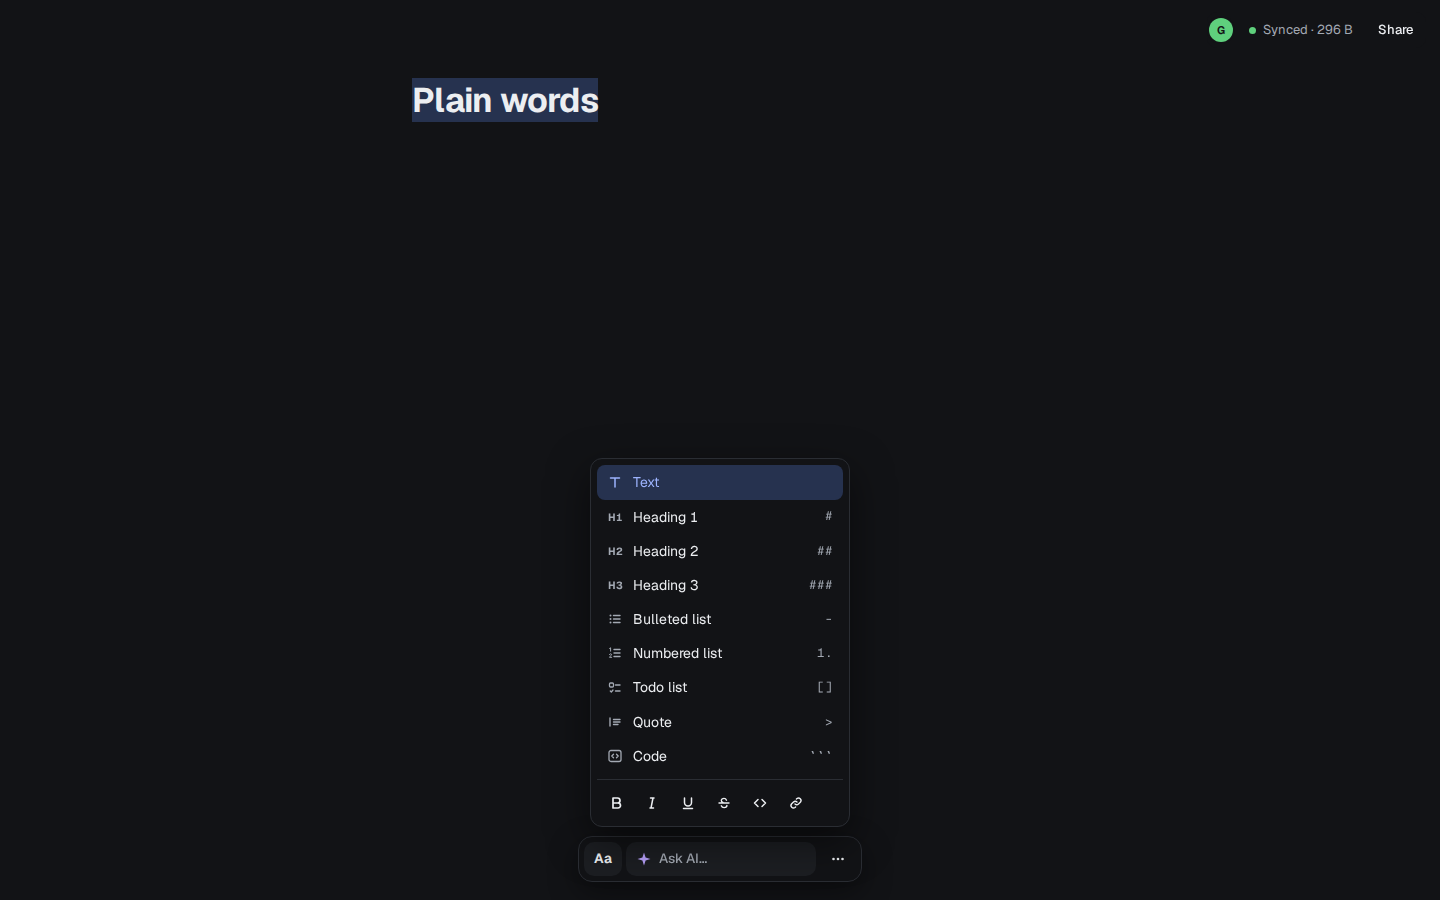 G Synced · 296 B Share
Plain words
Text
H1 Heading 1 #
H2 Heading 2 ##
H3 Heading 3 ###
Bulleted list -
Numbered list 1.
Todo list []
Quote >
Code ```
B I U S
Aa Ask AI...